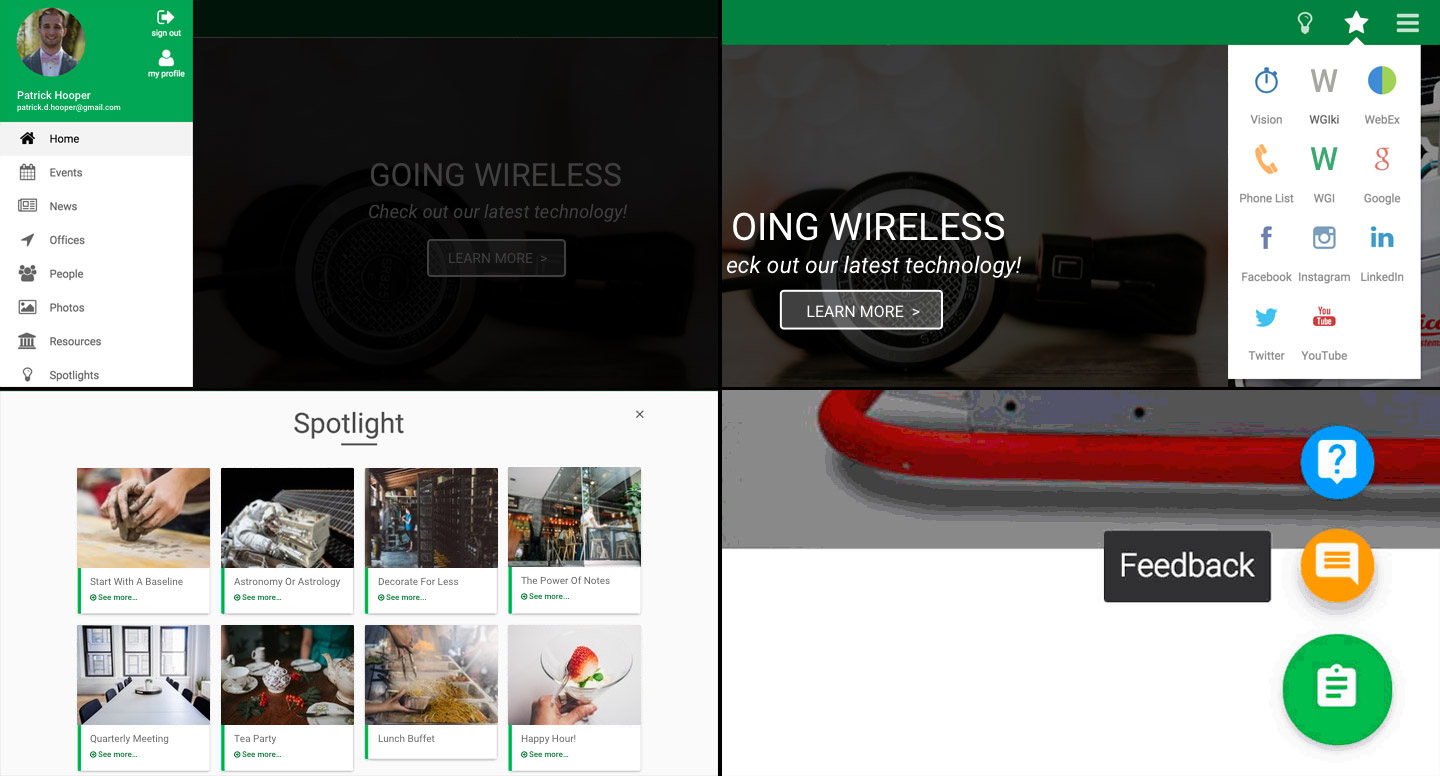 sign out
my profile
Patrick Hooper
patrick.d.hooper@gmail.com
Home
Events
News
Offices
People
Photos
Resources
Spotlights
GOING WIRELESS
Check out our latest technology!
LEARN MORE >
OING WIRELESS
eck out our latest technology!
LEARN MORE >
W W
Vision WGIki WebEx
g
Phone List WGI Google
f in
Facebook Instagram LinkedIn
You
Tube
Twitter YouTube
Spotlight
Start With A Baseline
See more...
Astronomy Or Astrology
See more...
Decorate For Less
See more...
The Power Of Notes
See more...
Quarterly Meeting
See more...
Tea Party
See more...
Lunch Buffet
Happy Hour!
See more...
?
Feedback